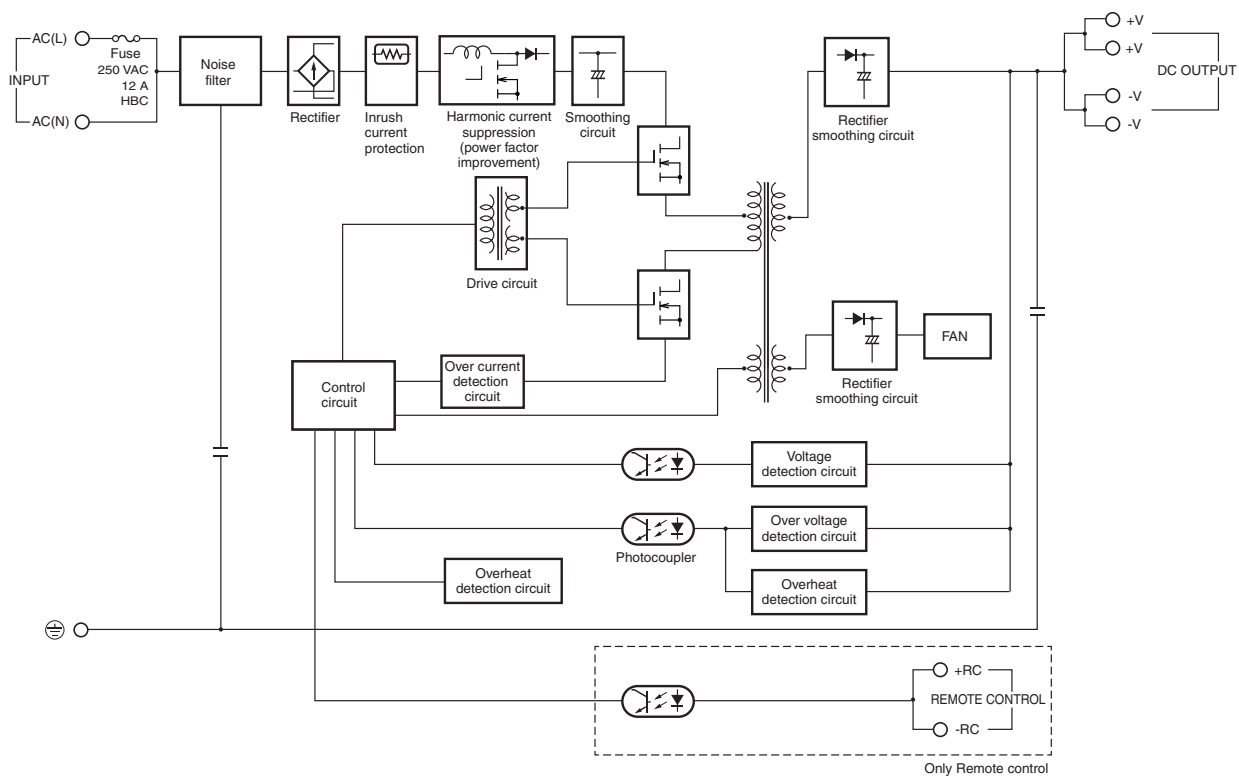 INPUT
AC(L)
Fuse
250 VAC
12 A
HBC
AC(N)
Noise
filter
Rectifier
Inrush
current
protection
Harmonic current
suppression
(power factor
improvement)
Smoothing
circuit
Rectifier
smoothing circuit
+V
+V
DC OUTPUT
-V
-V
Drive circuit
Rectifier
smoothing circuit
FAN
Control
circuit
Over current
detection
circuit
Voltage
detection circuit
Over voltage
detection circuit
Photocoupler
Overheat
detection circuit
Overheat
detection circuit
+RC
REMOTE CONTROL
-RC
Only Remote control